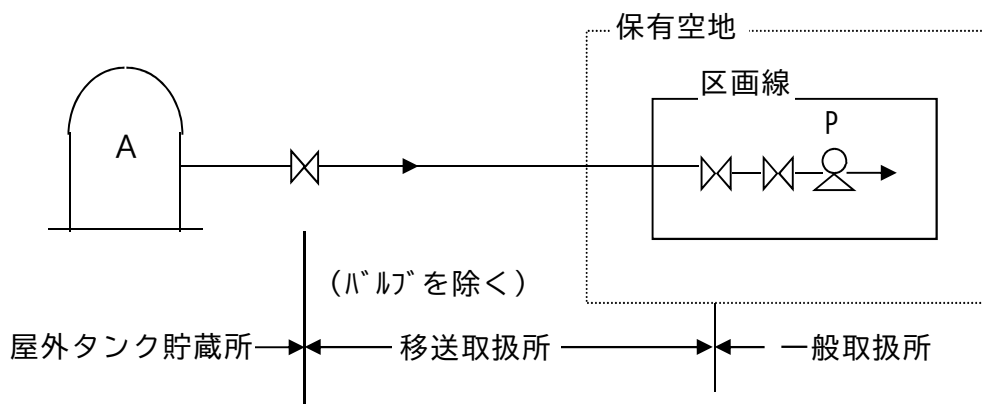 保有空地
区画線
P
A
(ﾊﾞﾙﾌﾞを除く)
屋外タンク貯蔵所
移送取扱所
一般取扱所